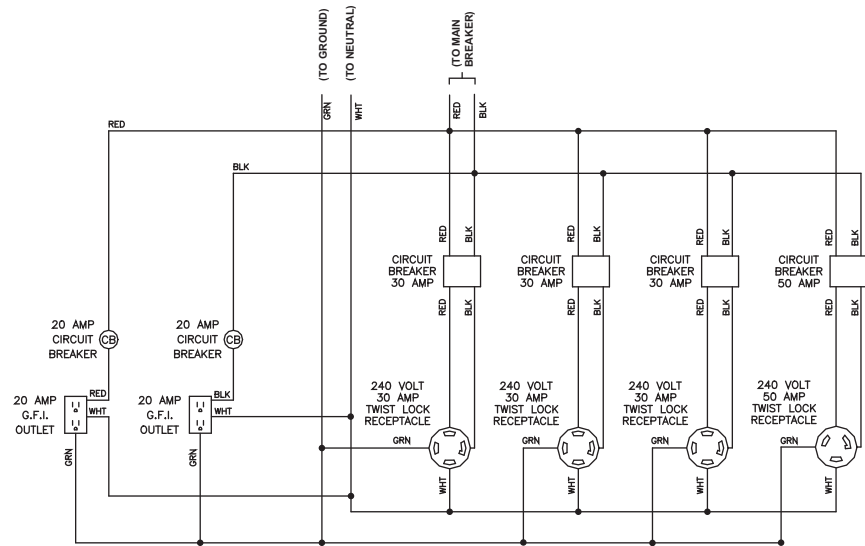 (TO GROUND)
(TO NEUTRAL)
(TO MAIN
BREAKER)
GRN
WHT
RED
BLK
RED
BLK
RED
BLK
RED
BLK
RED
BLK
RED
BLK
CIRCUIT
BREAKER
30 AMP
CIRCUIT
BREAKER
30 AMP
CIRCUIT
BREAKER
30 AMP
CIRCUIT
BREAKER
50 AMP
RED
BLK
RED
BLK
RED
BLK
RED
BLK
20 AMP
CIRCUIT
BREAKER
CB
20 AMP
CIRCUIT
BREAKER
CB
20 AMP
G.F.I.
OUTLET
RED
WHT
GRN
20 AMP
G.F.I.
OUTLET
BLK
WHT
GRN
240 VOLT
30 AMP
TWIST LOCK
RECEPTACLE
240 VOLT
30 AMP
TWIST LOCK
RECEPTACLE
240 VOLT
30 AMP
TWIST LOCK
RECEPTACLE
240 VOLT
50 AMP
TWIST LOCK
RECEPTACLE
GRN
GRN
GRN
GRN
WHT
WHT
WHT
WHT